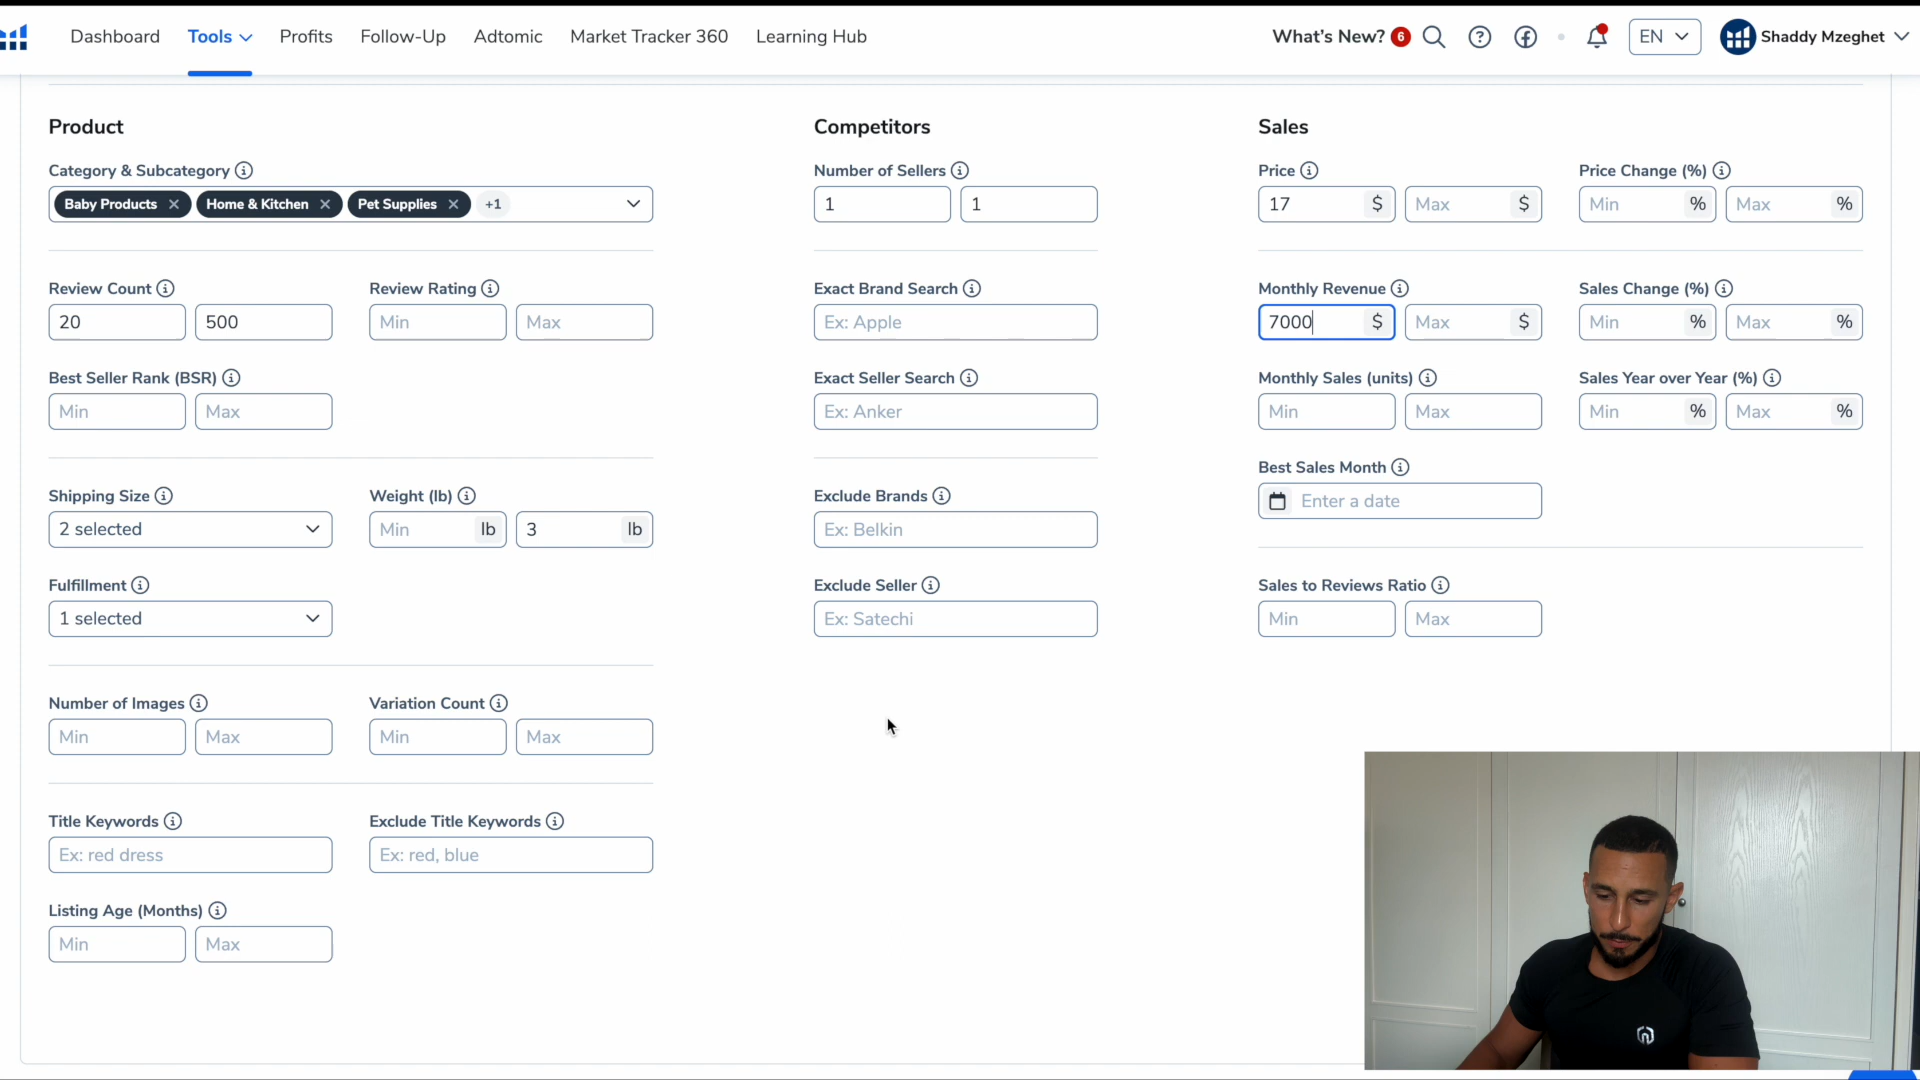 Dashboard Tools Profits Follow-Up Adtomic Market Tracker 360 Learning Hub What's New? 6 EN Shaddy Mzeghet
Product Competitors Sales
Category & Subcategory Number of Sellers Price Price Change (%)
Baby Products Home & Kitchen Pet Supplies +1 1 1 17 $ Max $ Min % Max %
Review Count Review Rating Exact Brand Search Monthly Revenue Sales Change (%)
20 500 Min Max Ex: Apple 7000 $ Max $ Min % Max %
Best Seller Rank (BSR) Exact Seller Search Monthly Sales (units) Sales Year over Year (%)
Min Max Ex: Anker Min Max Min % Max %
Best Sales Month
Enter a date
Shipping Size Weight (lb) Exclude Brands
2 selected Min lb 3 lb Ex: Belkin
Fulfillment Exclude Seller Sales to Reviews Ratio
1 selected Ex: Satechi Min Max
Number of Images Variation Count
Min Max Min Max
Title Keywords Exclude Title Keywords
Ex: red dress Ex: red, blue
Listing Age (Months)
Min Max